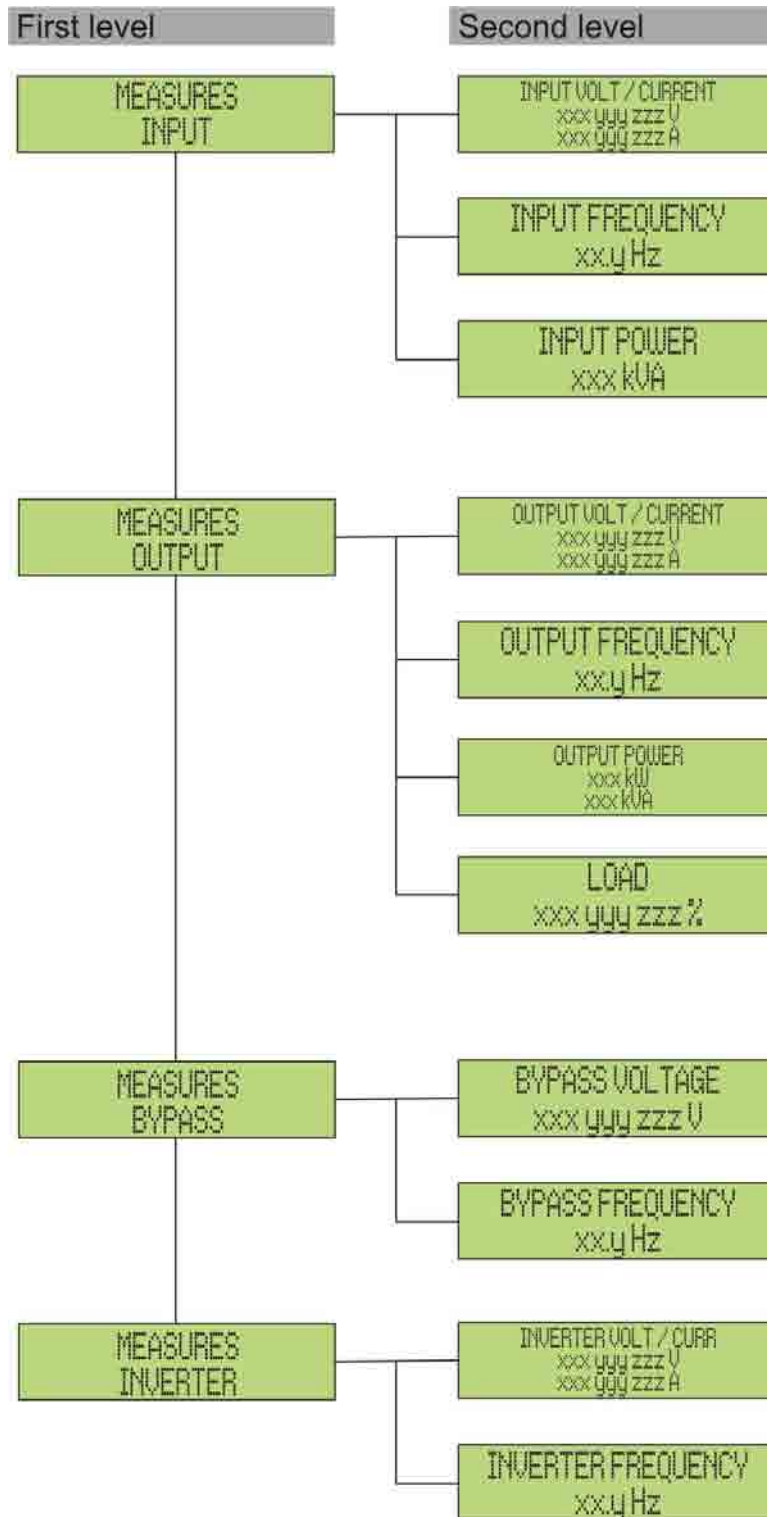 First level
Second level
MEASURES
INPUT
INPUT VOLT / CURRENT
xxx yyy zzz V
xxx yyy zzz A
INPUT FREQUENCY
xx.y Hz
INPUT POWER
xxx kVA
MEASURES
OUTPUT
OUTPUT VOLT / CURRENT
xxx yyy zzz V
xxx yyy zzz A
OUTPUT FREQUENCY
xx.y Hz
OUTPUT POWER
xxx kW
xxx kVA
LOAD
xxx yyy zzz %
MEASURES
BYPASS
BYPASS VOLTAGE
xxx yyy zzz V
BYPASS FREQUENCY
xx.y Hz
MEASURES
INVERTER
INVERTER VOLT / CURR
xxx yyy zzz V
xxx yyy zzz A
INVERTER FREQUENCY
xx.y Hz